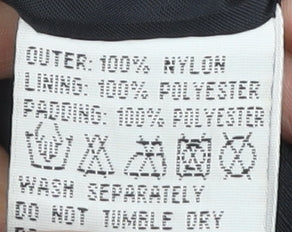 OUTER: 100% NYLON
LINING: 100% POLYESTER
PADDING: 100% POLYESTER
WASH SEPARATELY
DO NOT TUMBLE DRY